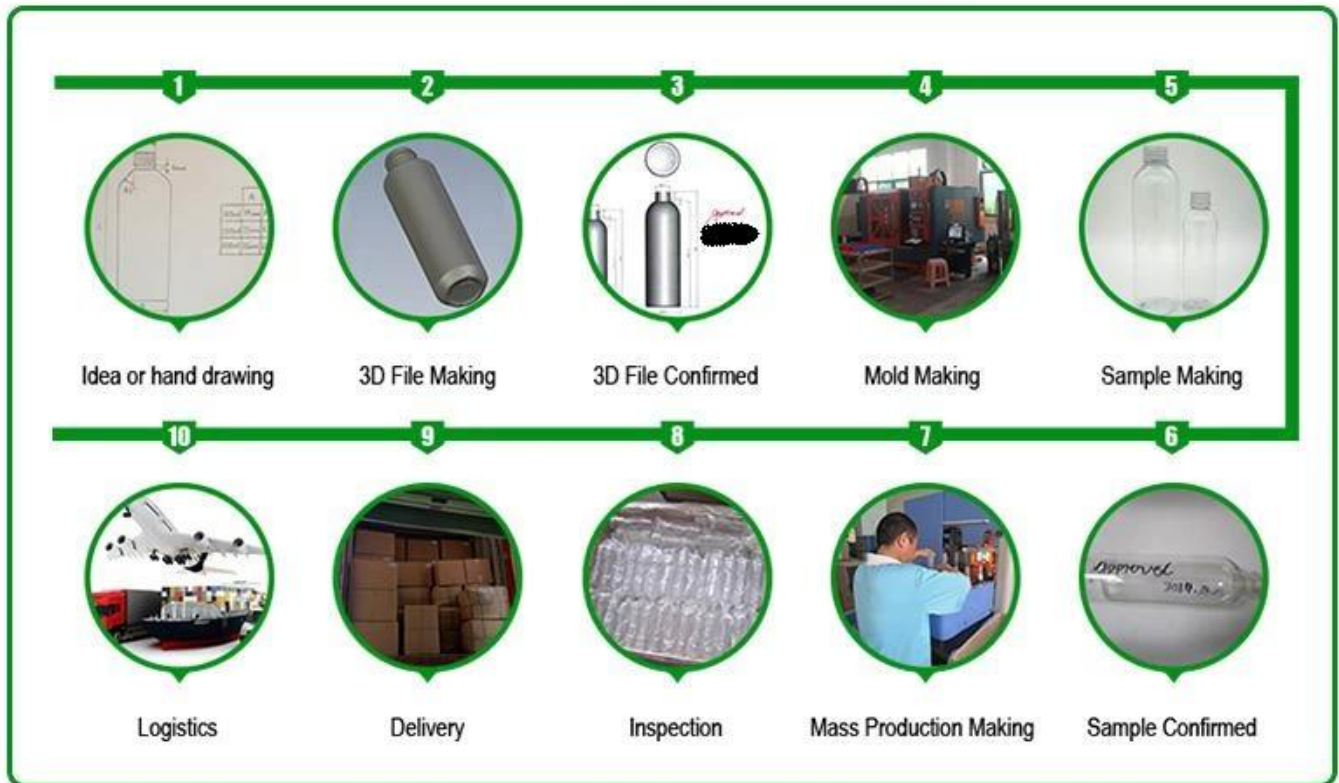 1 2 3 4 5
Idea or hand drawing 3D File Making 3D File Confirmed Mold Making Sample Making
10 9 8 7 6
Approved
Logistics Delivery Inspection Mass Production Making Sample Confirmed